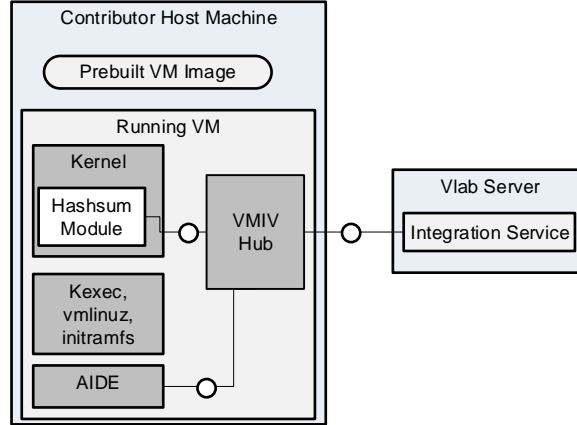 Contributor Host Machine
Prebuilt VM Image
Running VM
Kernel
Hashsum
Module
VMIV
Hub
Kexec,
vmlinuz,
initramfs
AIDE
Vlab Server
Integration Service